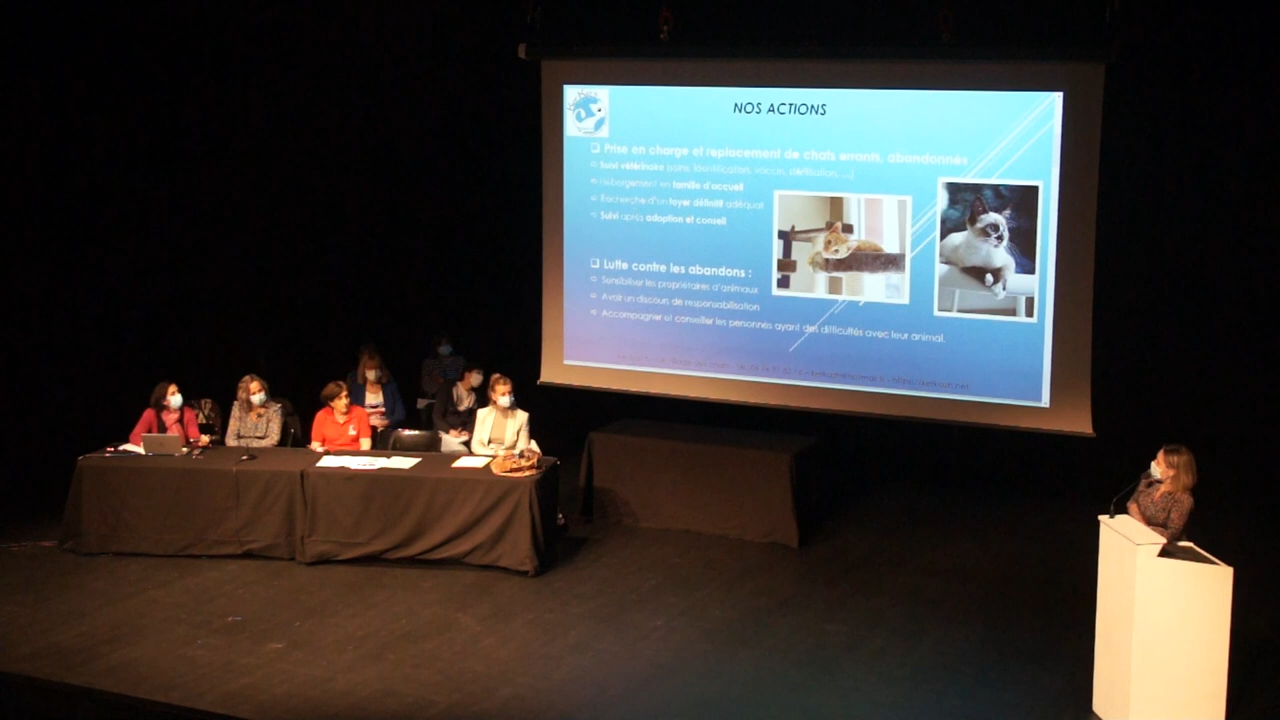 NOS ACTIONS
Prise en charge et replacement de chats errants, abandonnés
Suivi vétérinaire (soins, identification, vaccin, stérilisation, ...)
Hébergement en famille d'accueil
Recherche d'un foyer définitif adéquat
Suivi après adoption et conseil
Lutte contre les abandons :
Sensibiliser les propriétaires d'animaux
Avoir un discours de responsabilisation
Accompagner et conseiller les personnes ayant des difficultés avec leur animal.